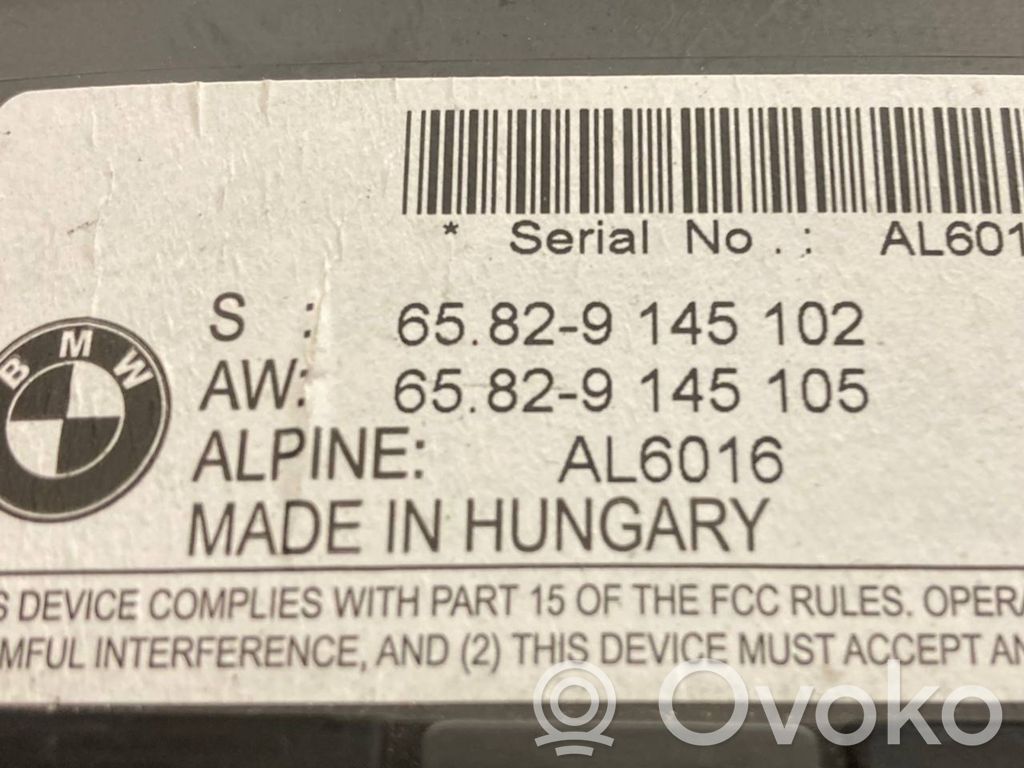 * Serial No.: AL601
S : 65.82-9 145 102
BMW
AW: 65.82-9 145 105
ALPINE: AL6016
MADE IN HUNGARY
S DEVICE COMPLIES WITH PART 15 OF THE FCC RULES. OPERA
MFUL INTERFERENCE, AND (2) THIS DEVICE MUST ACCEPT AN
Ovoko